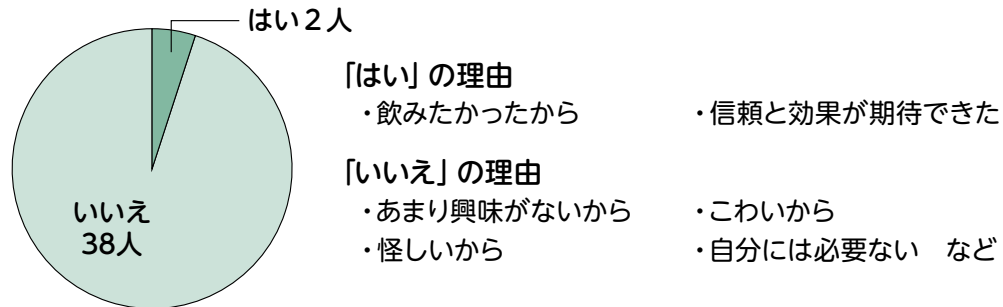 はい2人
「はい」の理由
・飲みたかったから ・信頼と効果が期待できた
「いいえ」の理由
・あまり興味がないから ・こわいから
・怪しいから ・自分には必要ない など
いいえ
38人